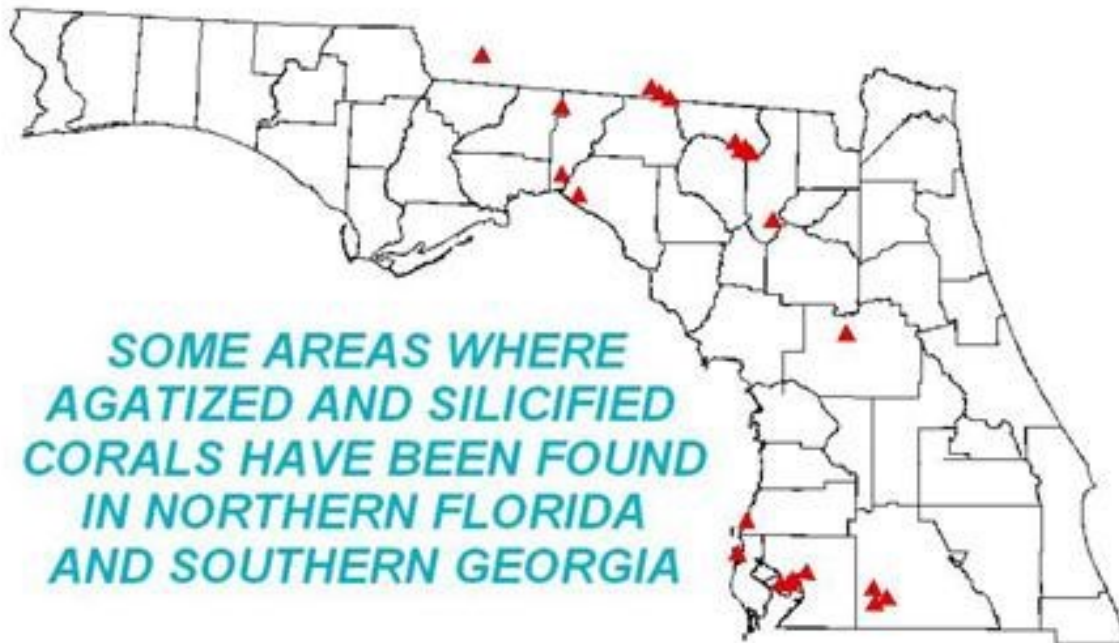 SOME AREAS WHERE
AGATIZED AND SILICIFIED
CORALS HAVE BEEN FOUND
IN NORTHERN FLORIDA
AND SOUTHERN GEORGIA